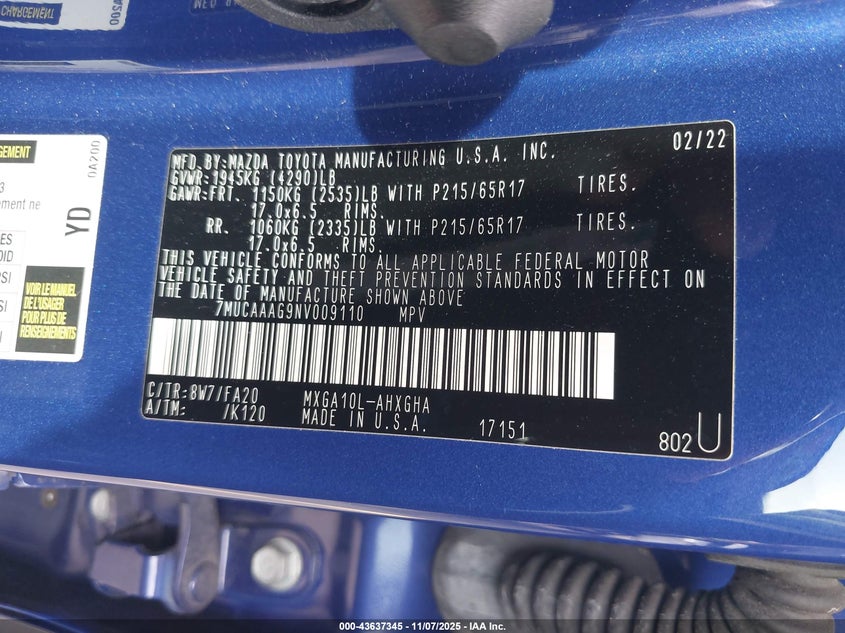 CHARGEMENT
0A200
MFD.BY:MAZDA TOYOTA MANUFACTURING U.S.A. INC. 02/22
GVWR:1945KG (4290)LB
GAWR:FRT. 1150KG (2535)LB WITH P215/65R17 TIRES.
17.0x6.5 RIMS.
RR. 1060KG (2335)LB WITH P215/65R17 TIRES.
17.0x6.5 RIMS.
THIS VEHICLE CONFORMS TO ALL APPLICABLE FEDERAL MOTOR
VEHICLE SAFETY AND THEFT PREVENTION STANDARDS IN EFFECT ON
THE DATE OF MANUFACTURE SHOWN ABOVE
7MUCAAAG9NV009110 MPV
C/TR:8W7/FA20 MXGA10L-AHXGHA
A/TM: /K120 MADE IN U.S.A. 17151
802 U
YD
VOIR LE MANUEL
DE L'USAGER
POUR PLUS DE
RENSEIGNEMENTS
000-43637345 — 11/07/2025 — IAA Inc.